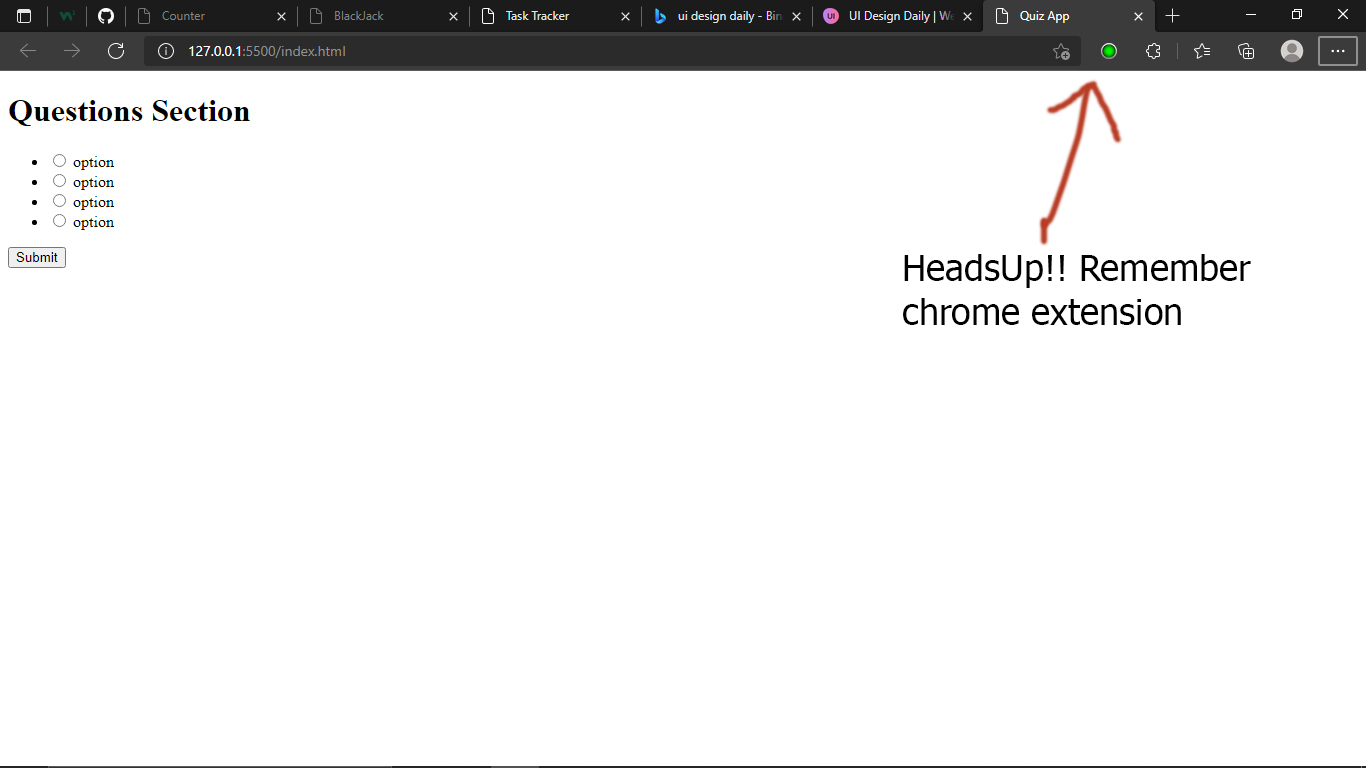 Counter
BlackJack
Task Tracker
ui design daily - Bin
UI
UI Design Daily | We
Quiz App
127.0.0.1:5500/index.html
Questions Section
option
option
option
option
Submit
HeadsUp!! Remember
chrome extension